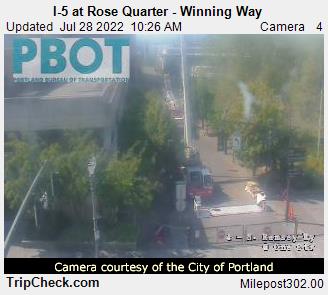 I-5 at Rose Quarter - Winning Way
Updated Jul 28 2022 10:26 AM Camera 4
PBOT
PORTLAND BUREAU OF TRANSPORTATION
Camera courtesy of the City of Portland
TripCheck.com Milepost302.00